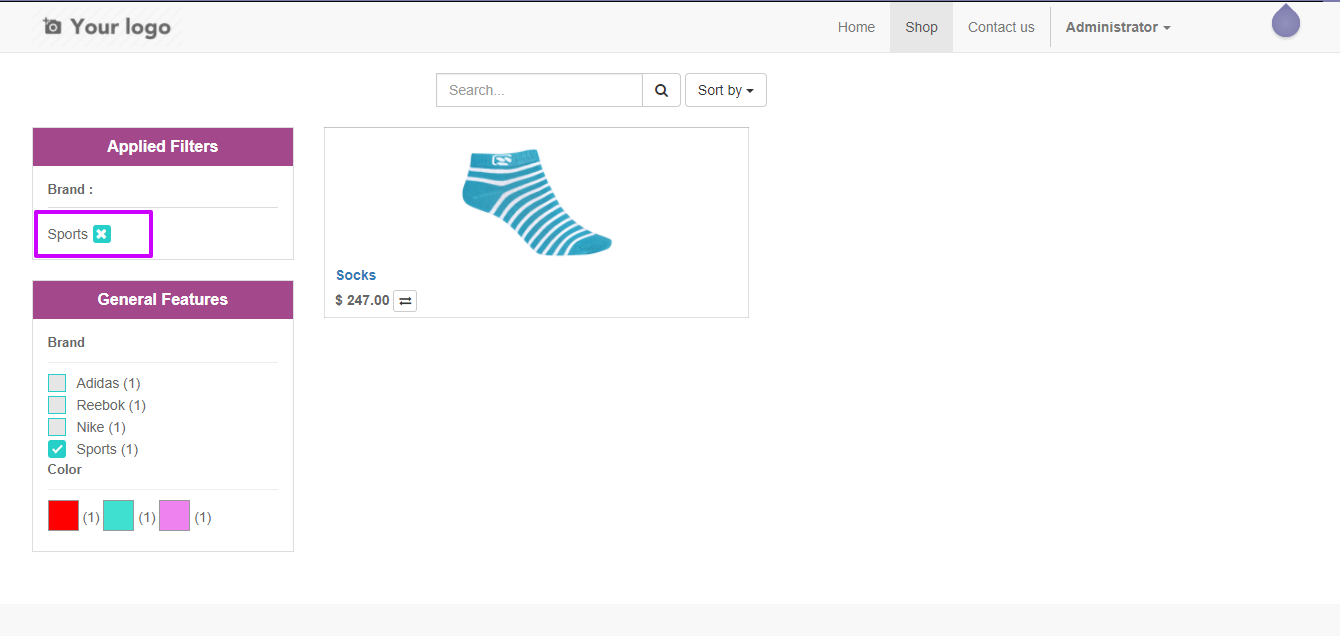 Your logo
Home
Shop
Contact us
Administrator
Search...
Sort by
Applied Filters
Brand :
Sports
Socks
$ 247.00
General Features
Brand
Adidas (1)
Reebok (1)
Nike (1)
Sports (1)
Color
(1) (1) (1)